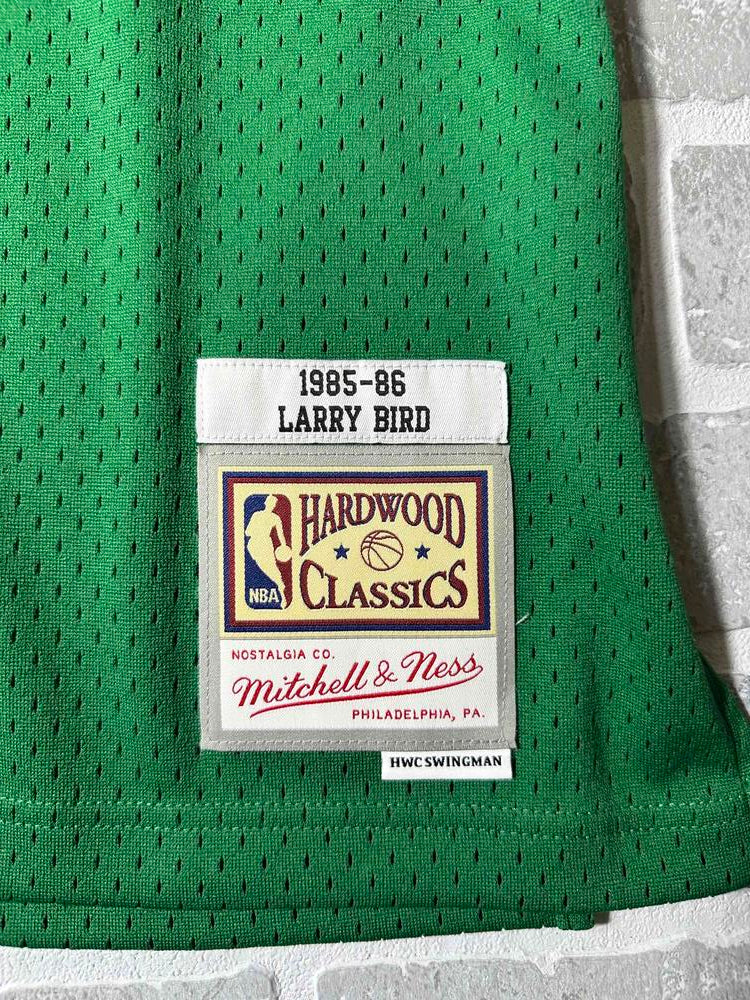 1985-86
LARRY BIRD
HARDWOOD
CLASSICS
NBA
NOSTALGIA CO.
Mitchell & Ness
PHILADELPHIA, PA.
HWC SWINGMAN